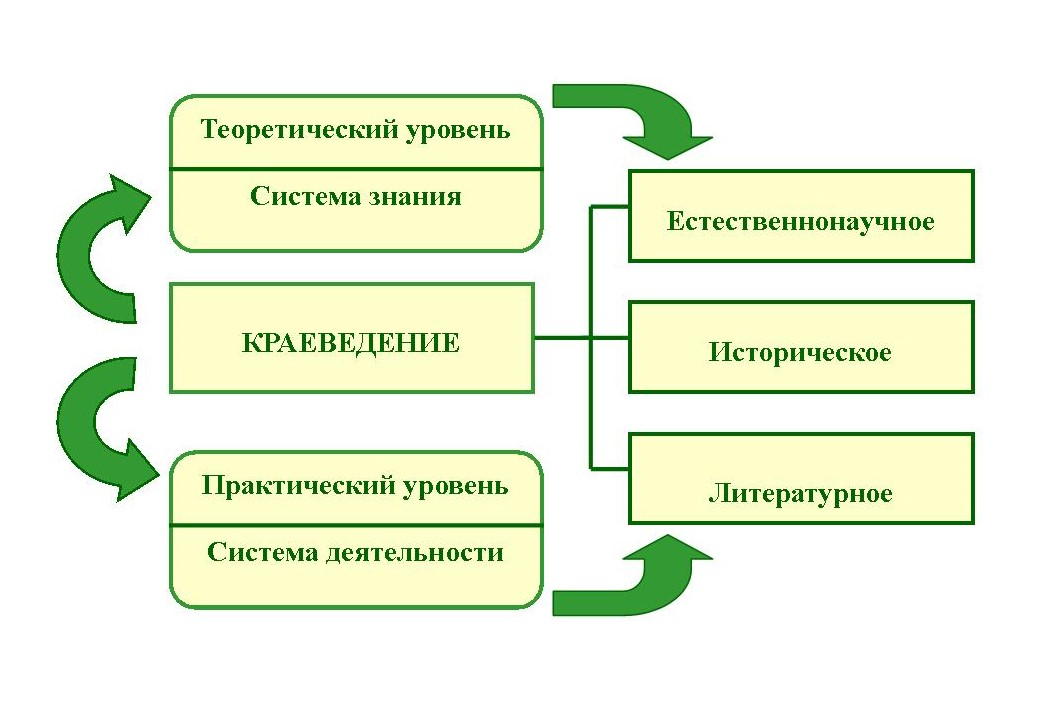 Теоретический уровень
Система знания
КРАЕВЕДЕНИЕ
Практический уровень
Система деятельности
Естественнонаучное
Историческое
Литературное